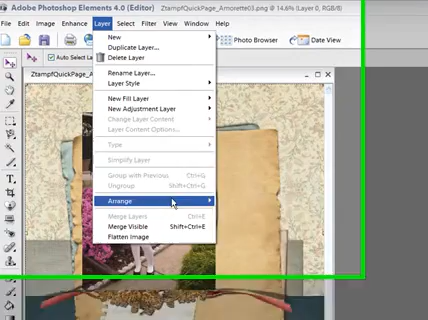 Adobe Photoshop Elements 4.0 (Editor) ZtampfQuickPage_Amorette03.png @ 14.6% (Layer 0, RGB/8)
File Edit Image Enhance Layer Select Filter View Window Help
Photo Browser Date View
Auto Select La
ZtampfQuickPage_A
New
Duplicate Layer...
Delete Layer
Rename Layer...
Layer Style
New Fill Layer
New Adjustment Layer
Change Layer Content
Layer Content Options...
Type
Simplify Layer
Group with Previous Ctrl+G
Ungroup Shift+Ctrl+G
Arrange
Merge Layers Ctrl+E
Merge Visible Shift+Ctrl+E
Flatten Image
T